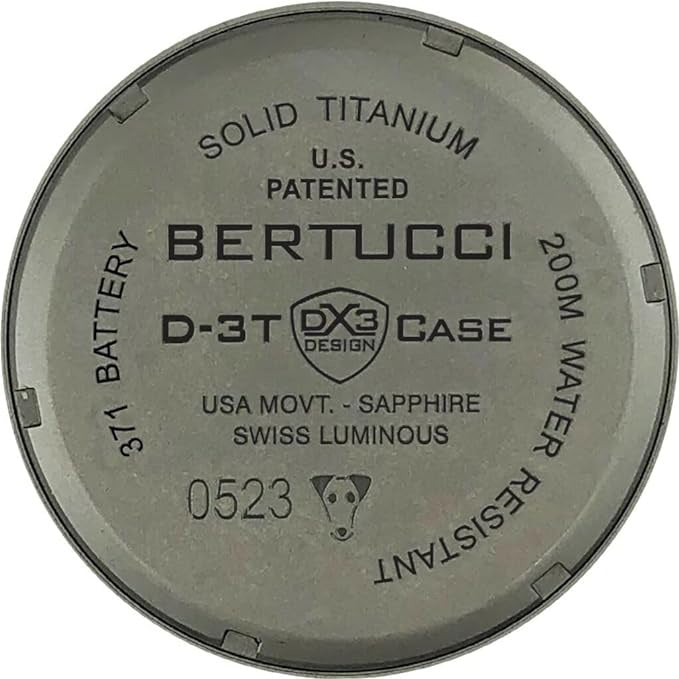 SOLID TITANIUM
U.S.
PATENTED
BERTUCCI
D-3T DX3 DESIGN CASE
USA MOVT. - SAPPHIRE
SWISS LUMINOUS
0523
371 BATTERY
200M WATER RESISTANT